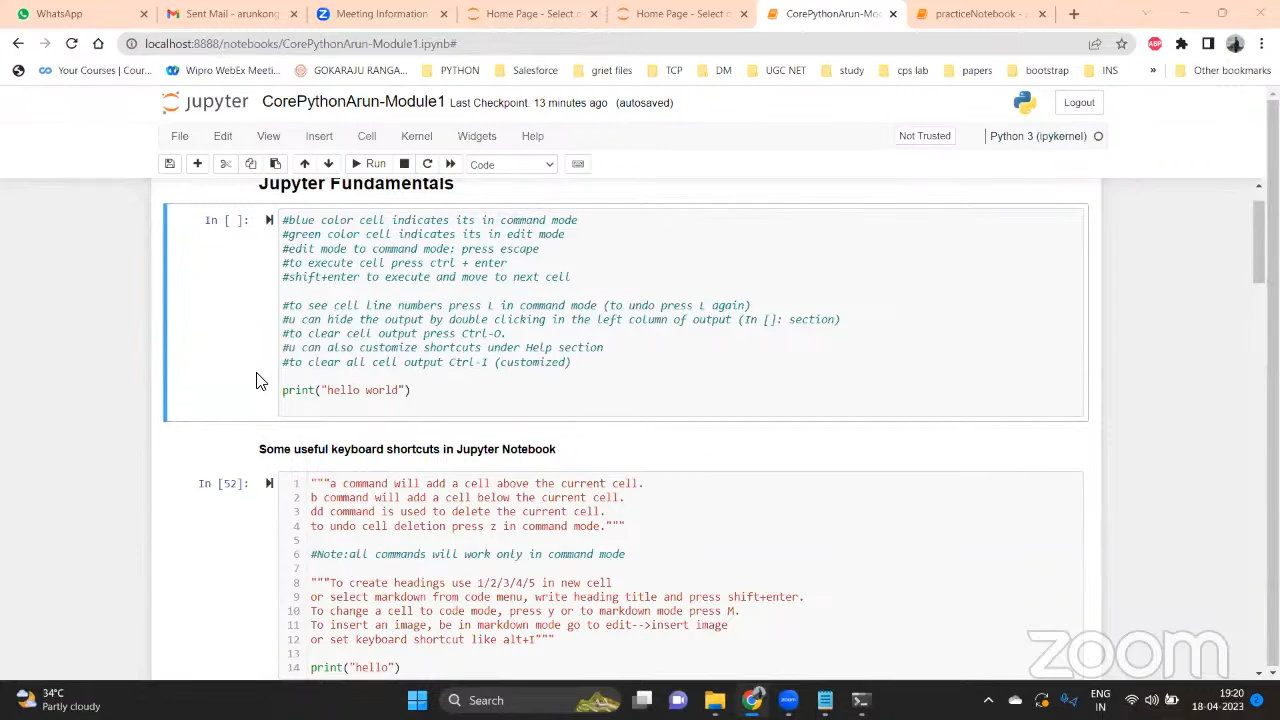 WhatsApp
Sent Mail - arunkong
Meeting Information
Home Page - Select c
Home Page - Select c
CorePythonArun-Module1
practiceNotebook - J
localhost:8888/notebooks/CorePythonArun-Module1.ipynb#
ABP
Your Courses | Cour...
Wipro WebEx Meeti...
GOKARAJU RANGA...
PYTHON
Salesforce
griet files
TCP
DM
UGC NET
study
cps lab
papers
bootstrap
INS
»
Other bookmarks
jupyter CorePythonArun-Module1 Last Checkpoint: 13 minutes ago (autosaved)
Logout
File Edit View Insert Cell Kernel Widgets Help
Not Trusted
Python 3 (ipykernel)
Run
Code
Jupyter Fundamentals
In [ ]:
#blue color cell indicates its in command mode
#green color cell indicates its in edit mode
#edit mode to command mode: press escape
#to execute cell press ctrl + enter
#shift+enter to execute and move to next cell
#to see cell line numbers press L in command mode (to undo press L again)
#u can hide the output by double clicking in the left column of output (In []: section)
#to clear cell output press Ctrl-O.
#u can also customize shortcuts under Help section
#to clear all cell output Ctrl-I (customized)
print("hello world")
Some useful keyboard shortcuts in Jupyter Notebook
In [52]:
1 """a command will add a cell above the current cell.
2 b command will add a cell below the current cell.
3 dd command is used to delete the current cell.
4 to undo cell deletion press z in command mode."""
5
6 #Note:all commands will work only in command mode
7
8 """To create headings use 1/2/3/4/5 in new cell
9 or select markdown from code menu, write heading title and press shift+enter.
10 To change a cell to code mode, press y or to markdown mode press M.
11 To insert an image, be in markdown mode go to edit-->insert image
12 or set keyboard shortcut like alt+I"""
13
14 print("hello")
zoom
34°C
Partly cloudy
Search
zoom
ENG
IN
19:20
18-04-2023
2